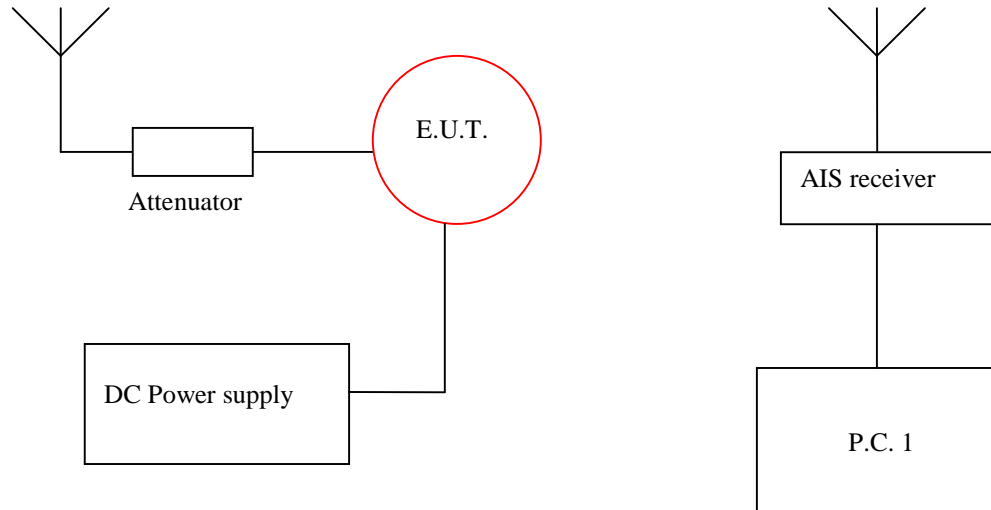 E.U.T.
AIS receiver
Attenuator
DC Power supply
P.C. 1